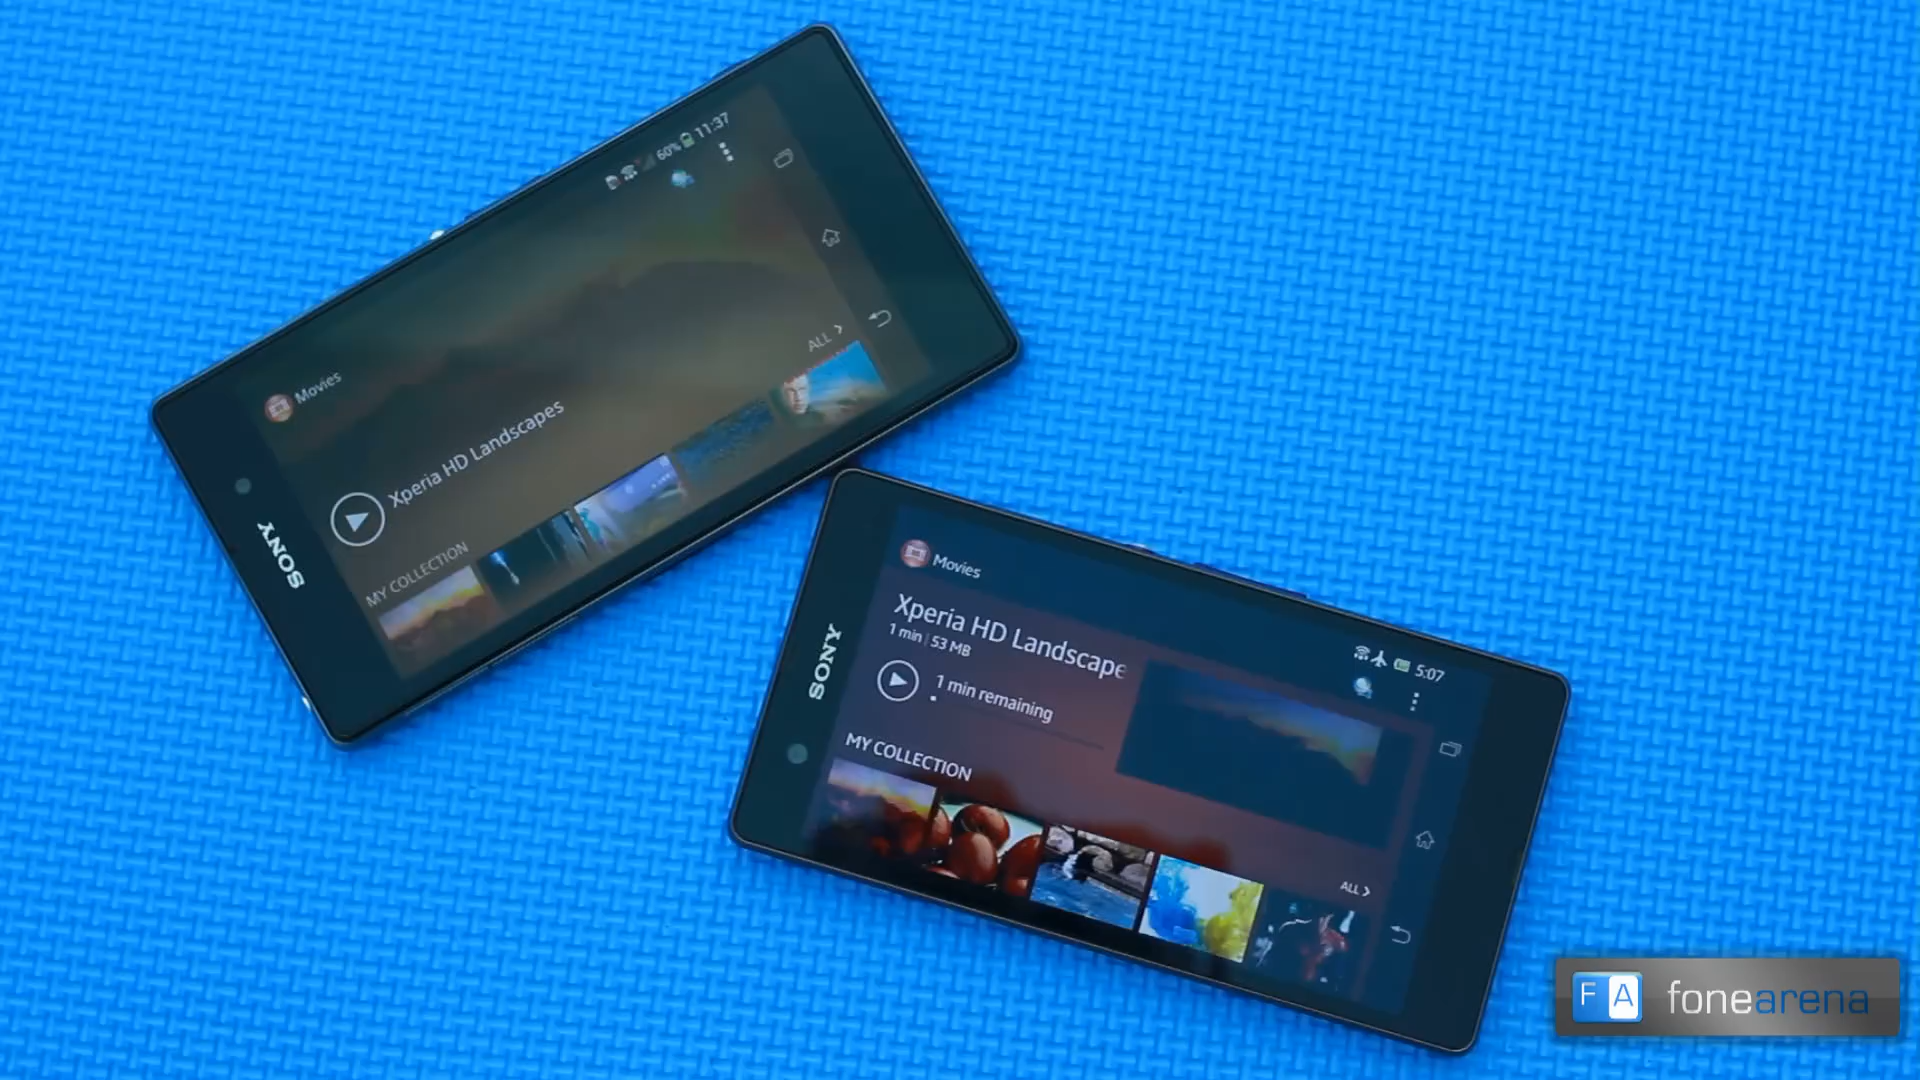 60% 11:37
Movies
ALL >
Xperia HD Landscapes
MY COLLECTION
SONY
Movies
Xperia HD Landscape
1 min | 53 MB
5:07
1 min remaining
MY COLLECTION
ALL >
SONY
FA fonearena